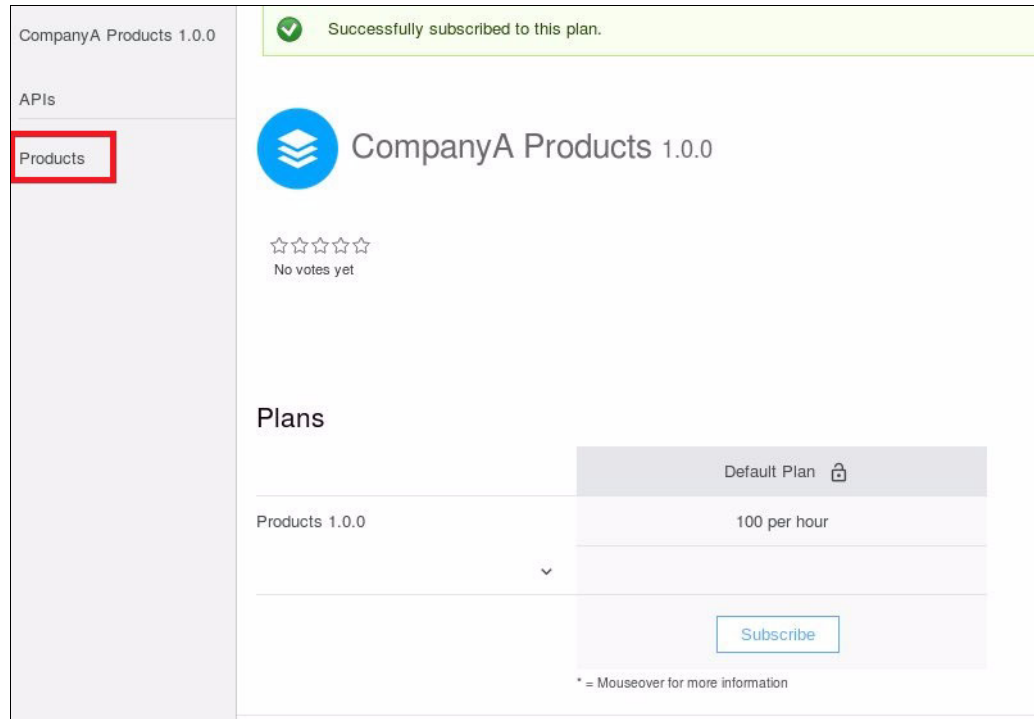 CompanyA Products 1.0.0
APIs
Products
Successfully subscribed to this plan.
CompanyA Products 1.0.0
No votes yet
Plans
Default Plan
Products 1.0.0
100 per hour
Subscribe
* = Mouseover for more information